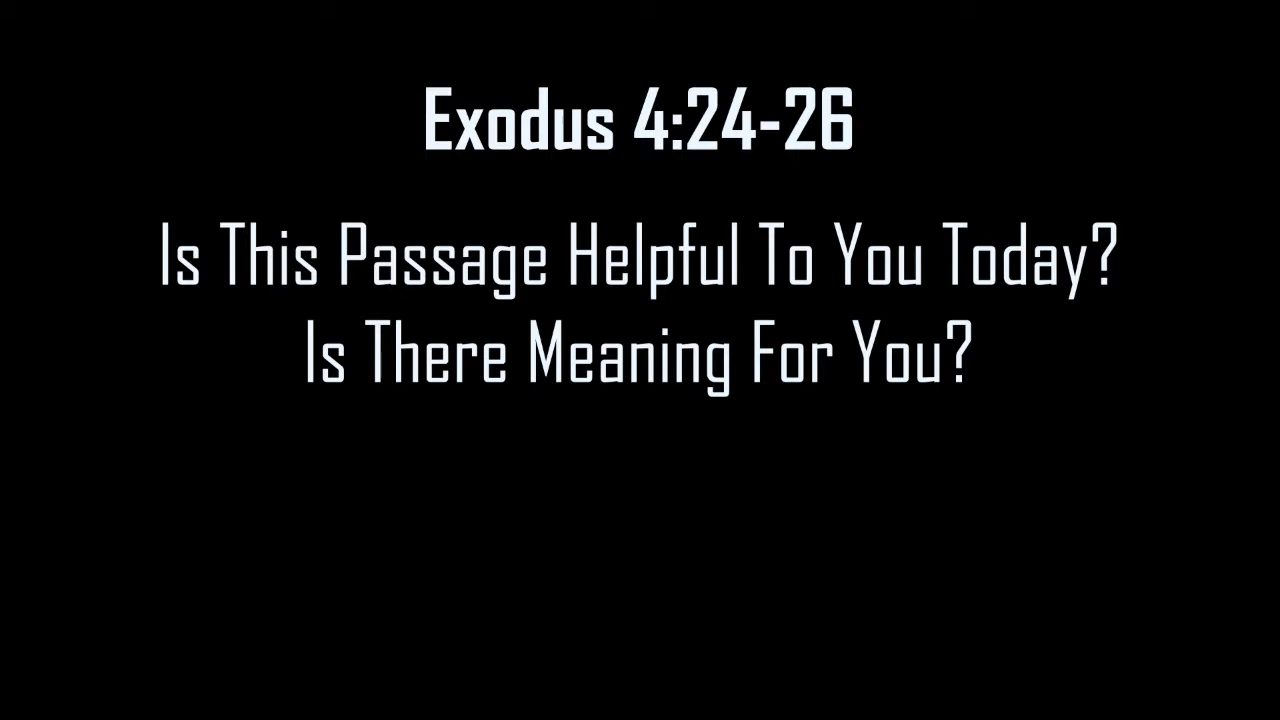 Exodus 4:24-26
Is This Passage Helpful To You Today?
Is There Meaning For You?